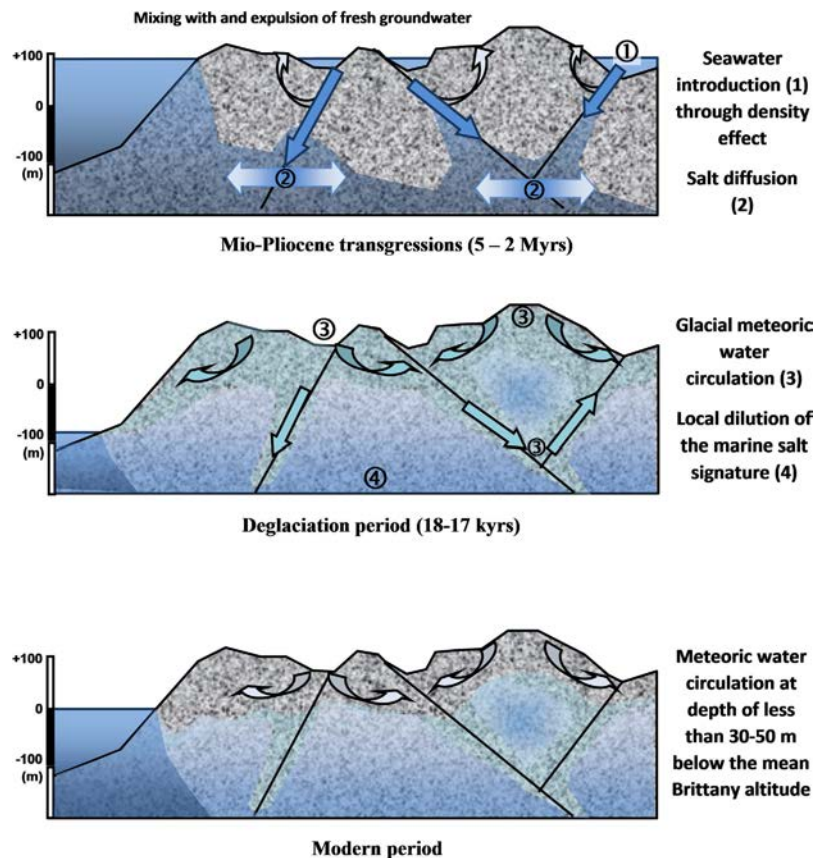 Mixing with and expulsion of fresh groundwater
+100
0
-100
(m)
①
②
②
Seawater
introduction (1)
through density
effect
Salt diffusion
(2)
Mio-Pliocene transgressions (5 – 2 Myrs)
+100
0
-100
(m)
③
③
③
④
Glacial meteoric
water
circulation (3)
Local dilution of
the marine salt
signature (4)
Deglaciation period (18-17 kyrs)
+100
0
-100
(m)
Meteoric water
circulation at
depth of less
than 30-50 m
below the mean
Brittany altitude
Modern period